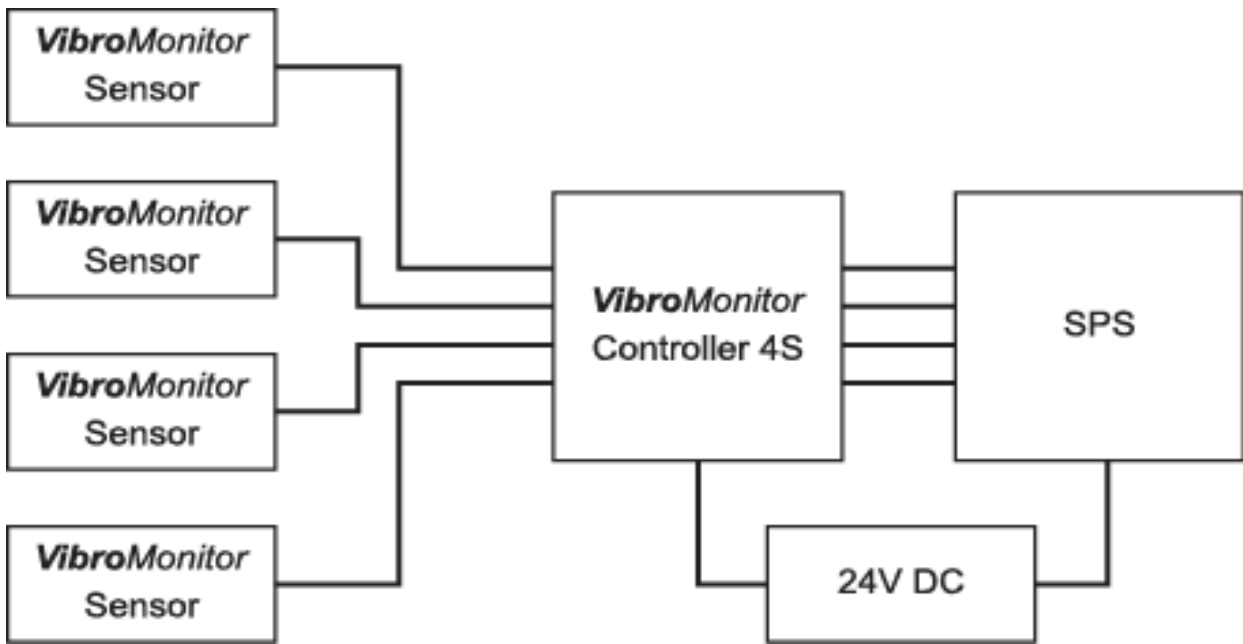 VibroMonitor
Sensor
VibroMonitor
Sensor
VibroMonitor
Sensor
VibroMonitor
Sensor
VibroMonitor
Controller 4S
SPS
24V DC